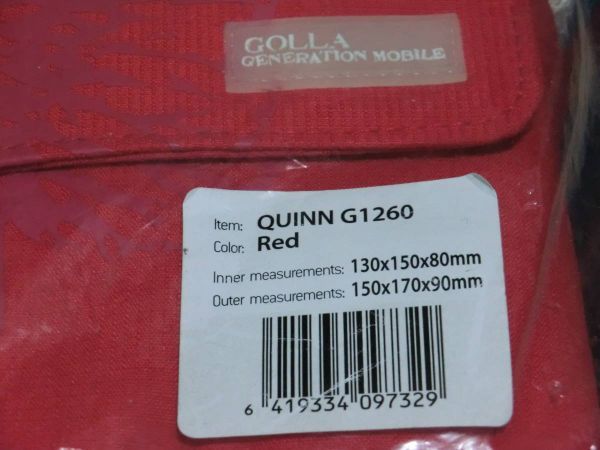 GOLLA
GENERATION MOBILE
Item: QUINN G1260
Color: Red
Inner measurements: 130x150x80mm
Outer measurements: 150x170x90mm
6 419334 097329